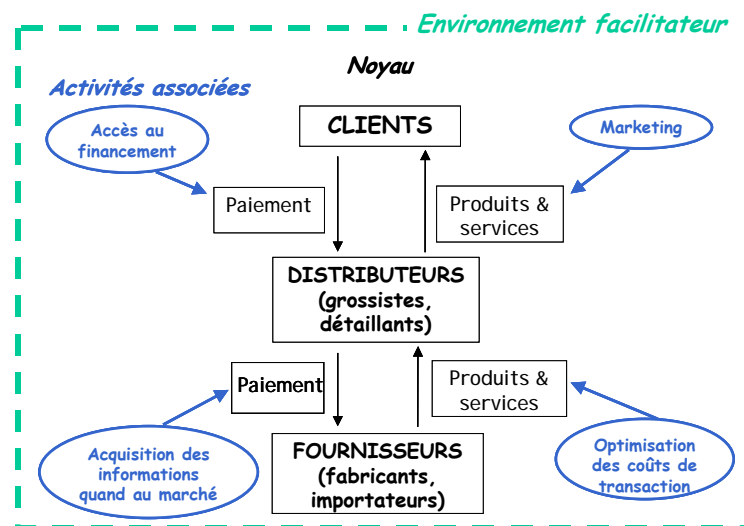 Environnement facilitateur
Noyau
Activités associées
Accès au
financement
CLIENTS
Marketing
Paiement
Produits &
services
DISTRIBUTEURS
(grossistes,
détaillants)
Paiement
Produits &
services
Acquisition des
informations
quand au marché
FOURNISSEURS
(fabricants,
importateurs)
Optimisation
des coûts de
transaction